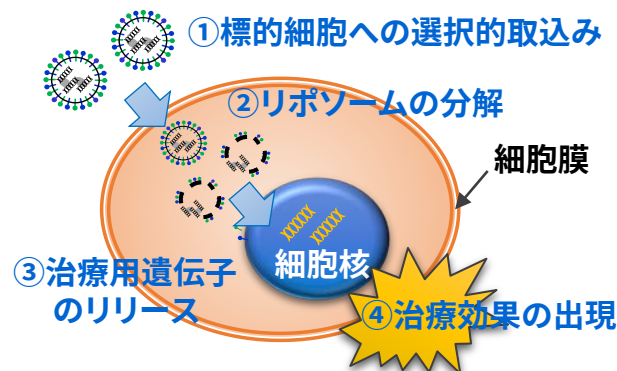 ①標的細胞への選択的取込み
②リポソームの分解
細胞膜
細胞核
③治療用遺伝子
のリリース
④治療効果の出現